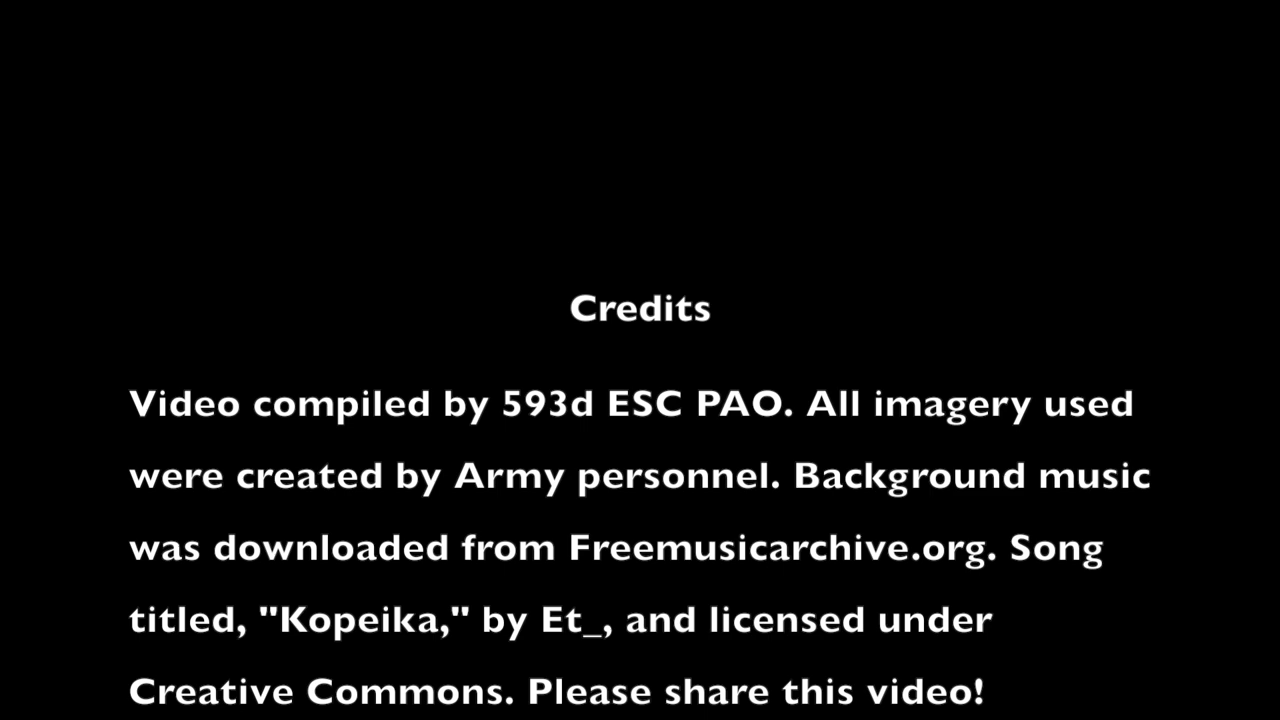 Credits
Video compiled by 593d ESC PAO. All imagery used
were created by Army personnel. Background music
was downloaded from Freemusicarchive.org. Song
titled, "Kopeika," by Et_, and licensed under
Creative Commons. Please share this video!